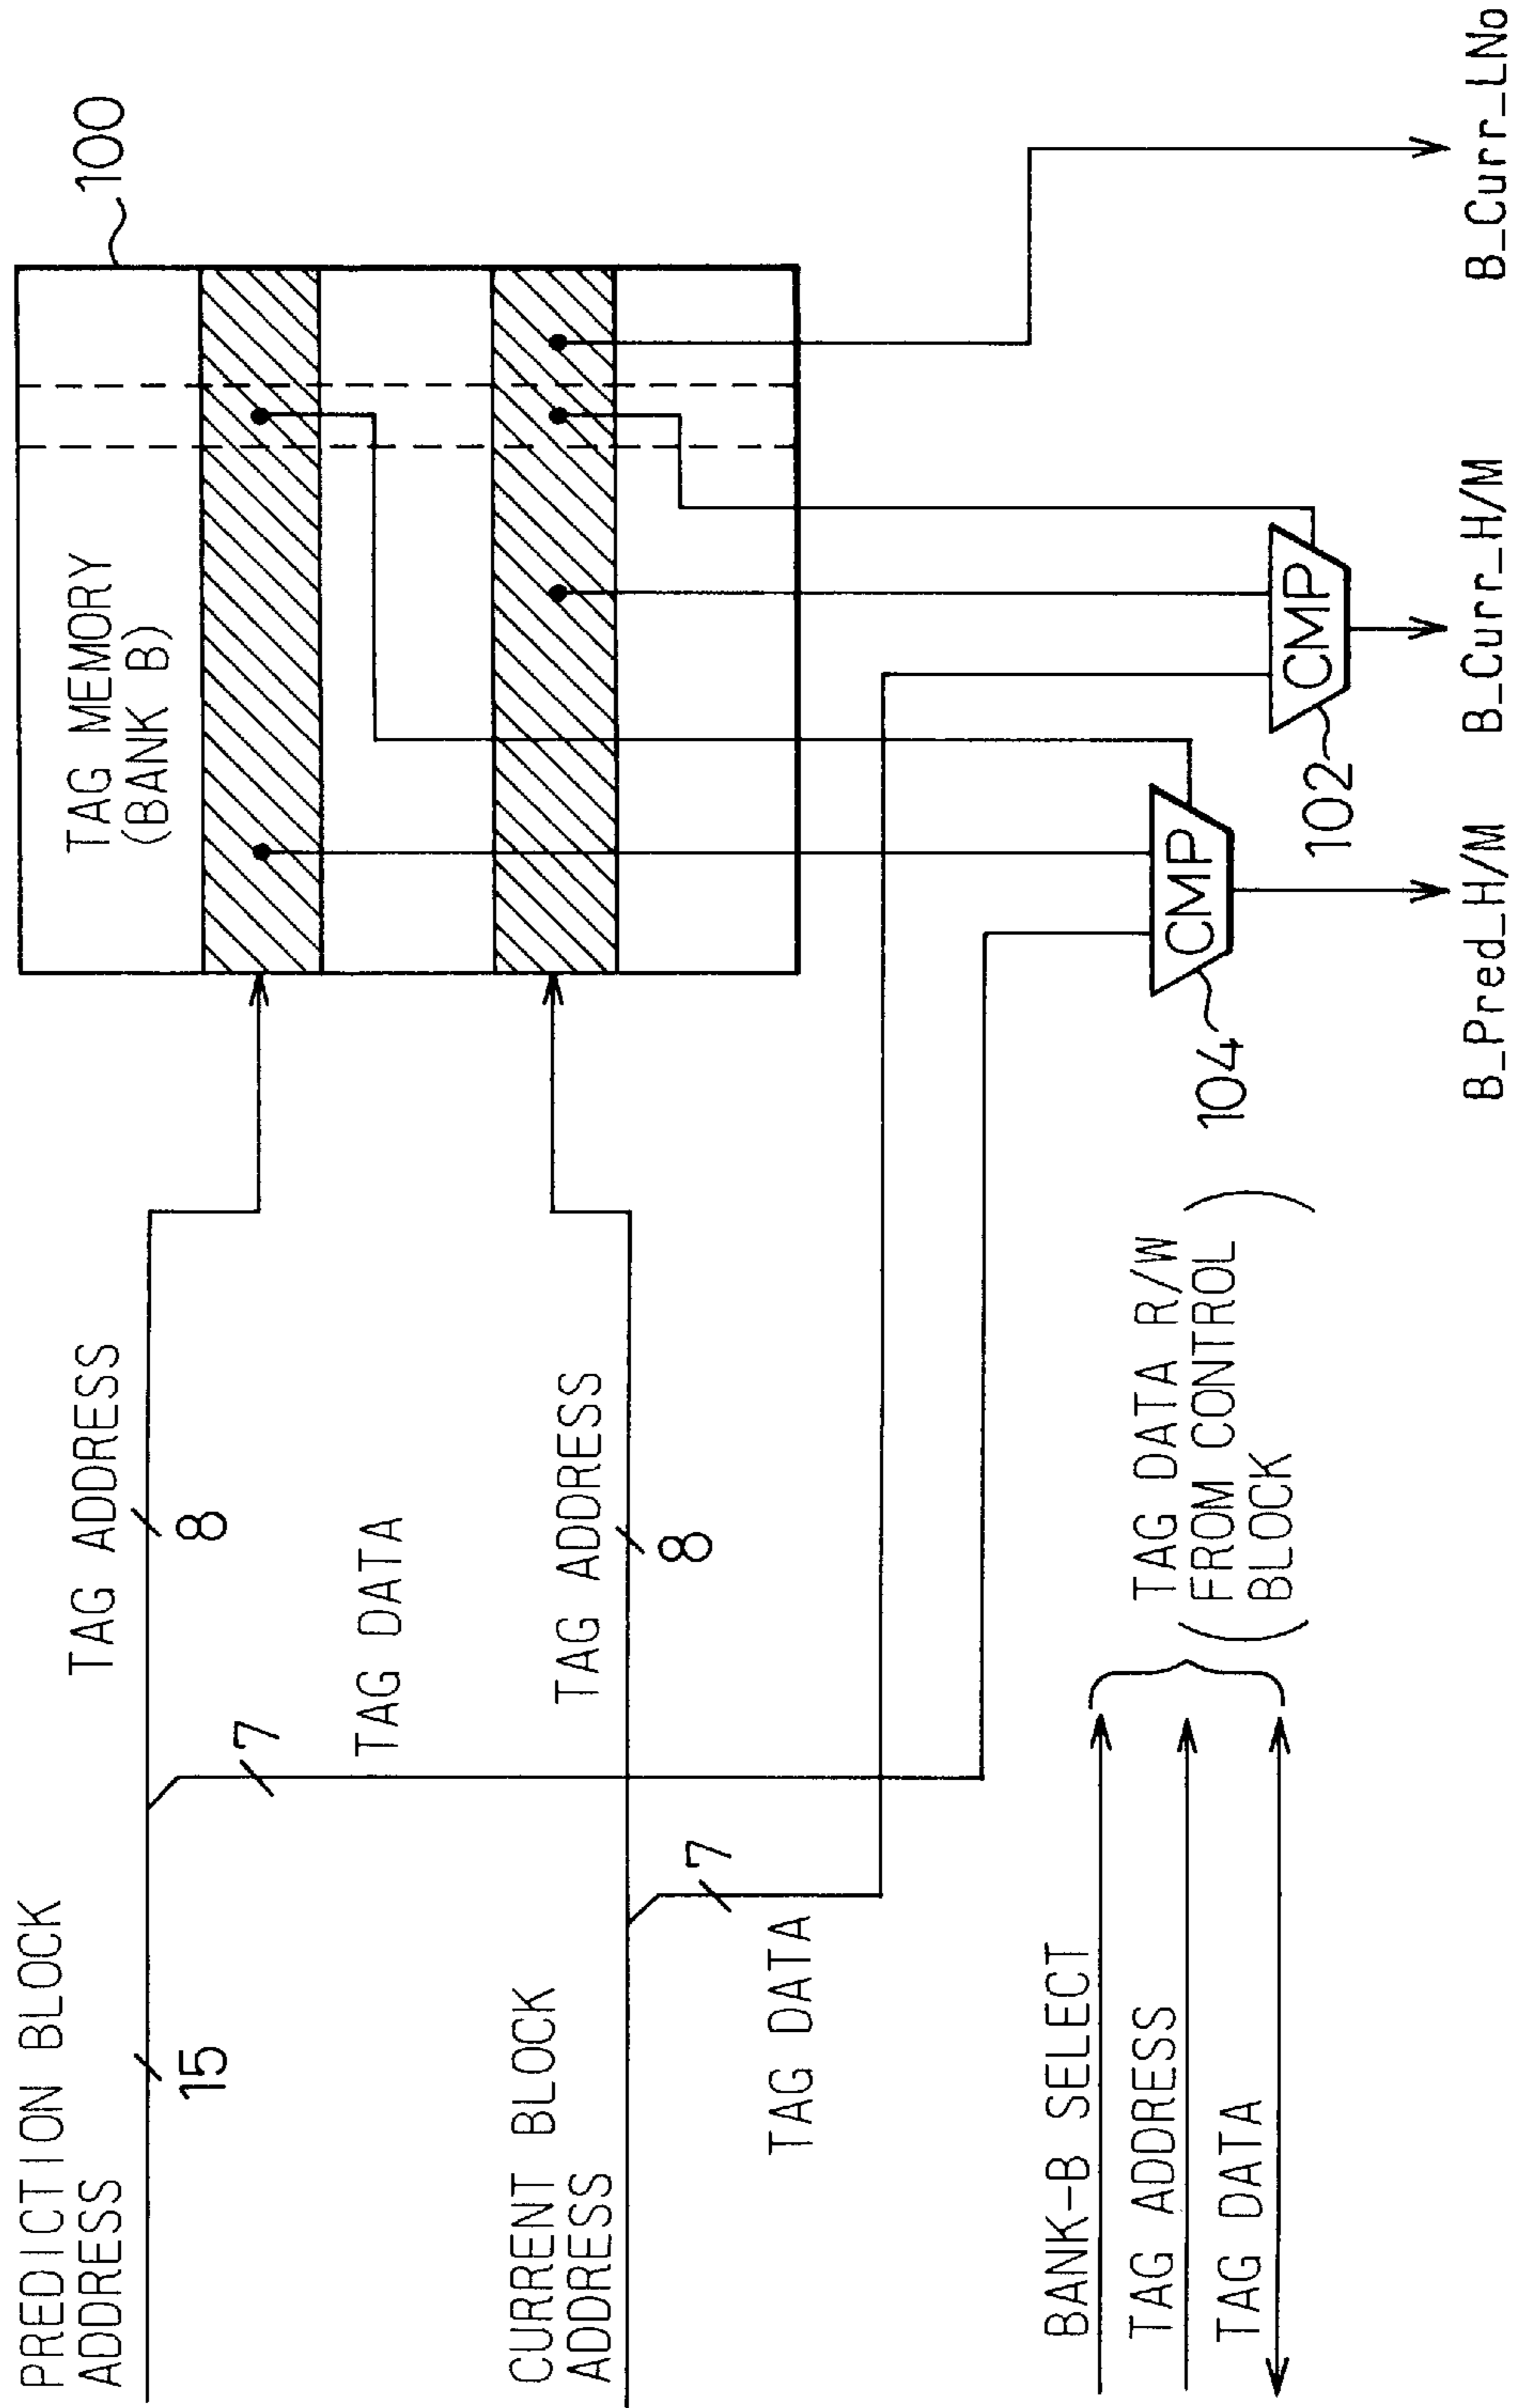 PREDICTION BLOCK
ADDRESS
15
TAG ADDRESS
8
7
TAG DATA
TAG MEMORY
(BANK B)
100
CURRENT BLOCK
ADDRESS
TAG ADDRESS
8
7
TAG DATA
BANK-B SELECT
TAG ADDRESS
TAG DATA
(TAG DATA R/W
FROM CONTROL
BLOCK)
CMP
104
CMP
102
B_Pred_H/M
B_Curr_H/M
B_Curr_LNo